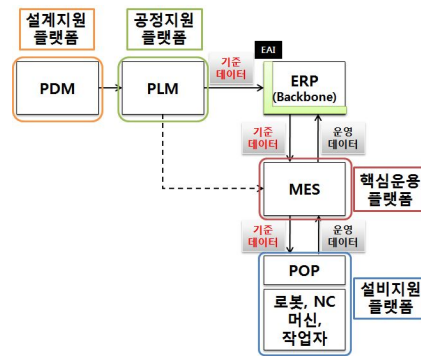 설계지원
플랫폼
공정지원
플랫폼
PDM
PLM
기준
데이터
EAI
ERP
(Backbone)
기준
데이터
운영
데이터
MES
핵심운용
플랫폼
기준
데이터
운영
데이터
POP
로봇, NC
머신,
작업자
설비지원
플랫폼